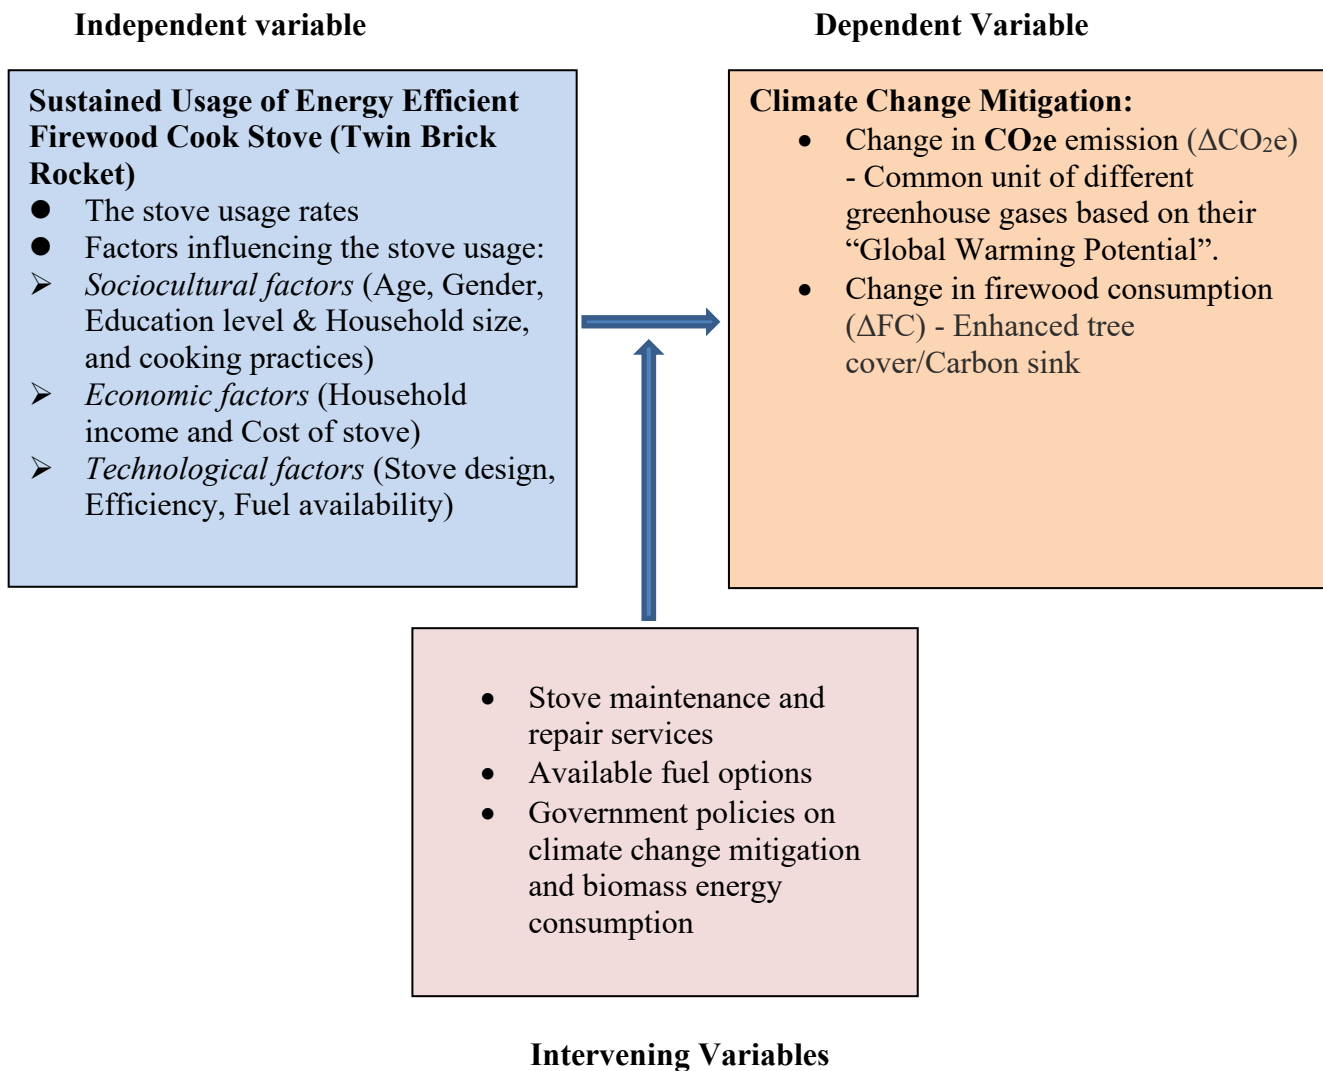 Independent variable
Dependent Variable
Sustained Usage of Energy Efficient
Firewood Cook Stove (Twin Brick
Rocket)
● The stove usage rates
● Factors influencing the stove usage:
➢ Sociocultural factors (Age, Gender,
Education level & Household size,
and cooking practices)
➢ Economic factors (Household
income and Cost of stove)
➢ Technological factors (Stove design,
Efficiency, Fuel availability)
Climate Change Mitigation:
• Change in CO₂e emission (ΔCO₂e)
- Common unit of different
greenhouse gases based on their
“Global Warming Potential”.
• Change in firewood consumption
(ΔFC) - Enhanced tree
cover/Carbon sink
• Stove maintenance and
repair services
• Available fuel options
• Government policies on
climate change mitigation
and biomass energy
consumption
Intervening Variables